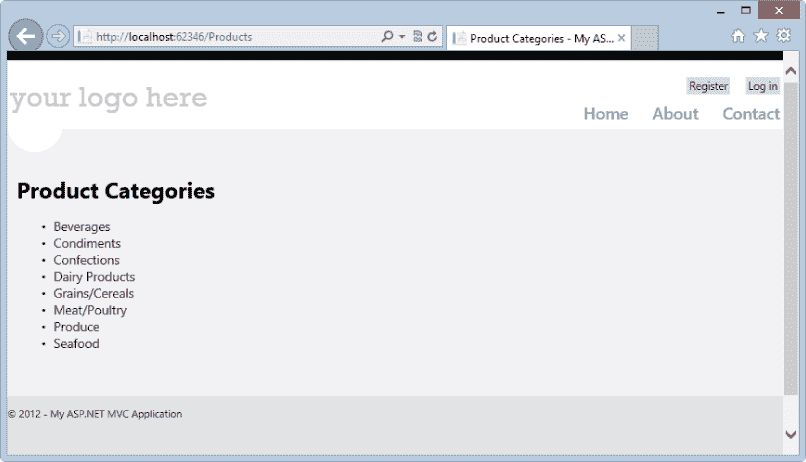 http://localhost:62346/Products
Product Categories - My AS...
Register Log in
your logo here
Home About Contact
Product Categories
Beverages
Condiments
Confections
Dairy Products
Grains/Cereals
Meat/Poultry
Produce
Seafood
© 2012 - My ASP.NET MVC Application